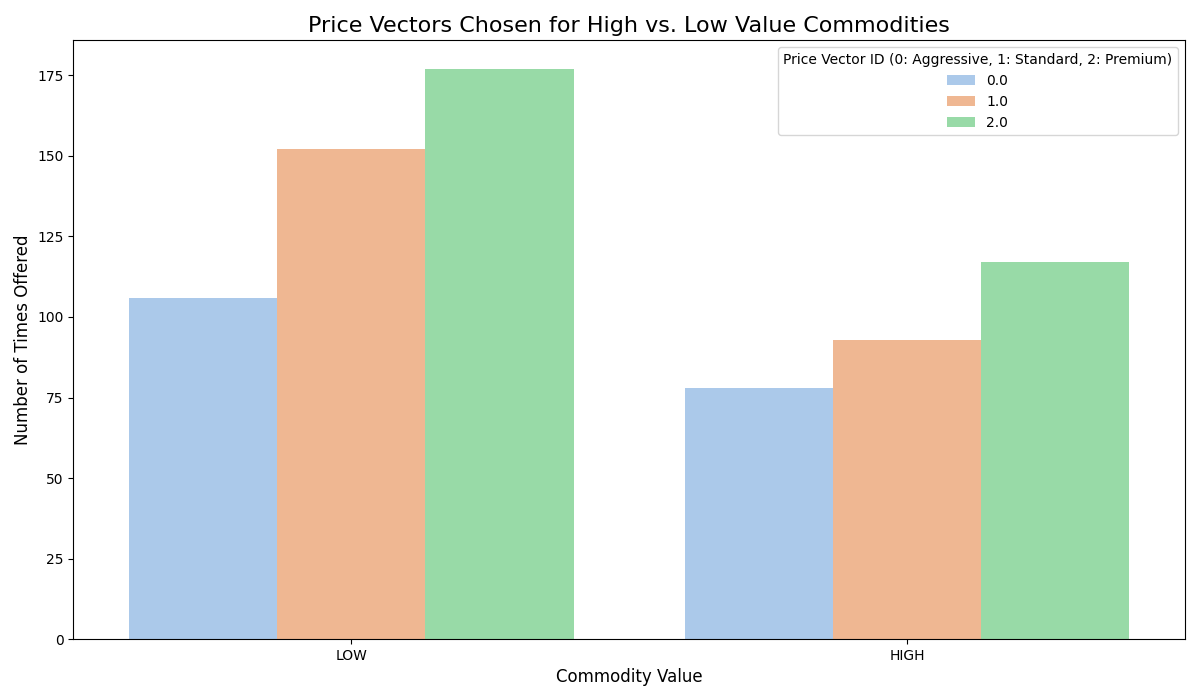 Price Vectors Chosen for High vs. Low Value Commodities
Price Vector ID (0: Aggressive, 1: Standard, 2: Premium)
0.0
1.0
2.0
Number of Times Offered
175
150
125
100
75
50
25
0
LOW
HIGH
Commodity Value